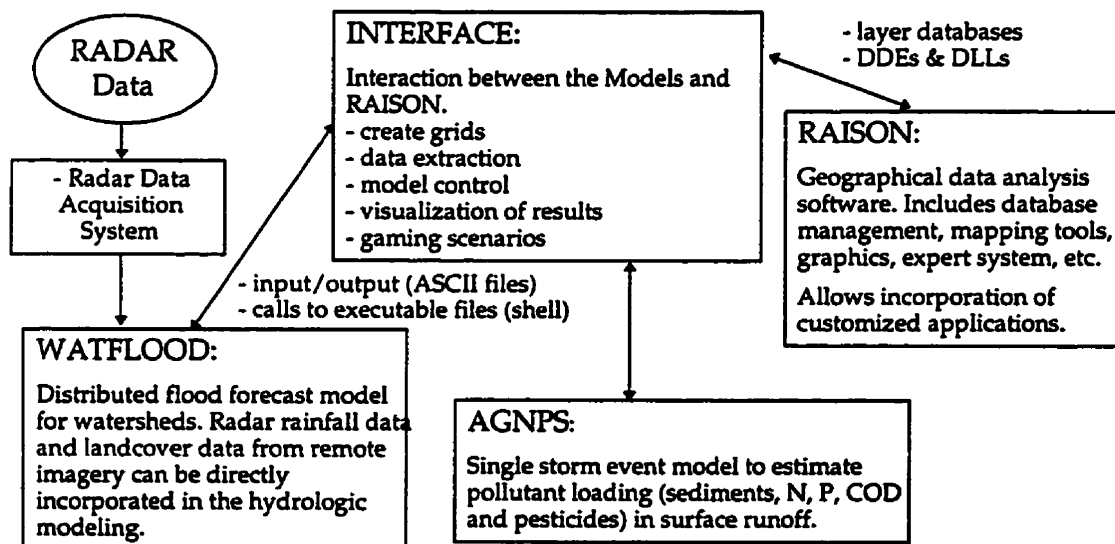 RADAR
Data
- Radar Data
Acquisition
System
INTERFACE:
Interaction between the Models and
RAISON.
- create grids
- data extraction
- model control
- visualization of results
- gaming scenarios
- layer databases
- DDEs & DLLs
RAISON:
Geographical data analysis
software. Includes database
management, mapping tools,
graphics, expert system, etc.
Allows incorporation of
customized applications.
- input/output (ASCII files)
- calls to executable files (shell)
WATFLOOD:
Distributed flood forecast model
for watersheds. Radar rainfall data
and landcover data from remote
imagery can be directly
incorporated in the hydrologic
modeling.
AGNPS:
Single storm event model to estimate
pollutant loading (sediments, N, P, COD
and pesticides) in surface runoff.